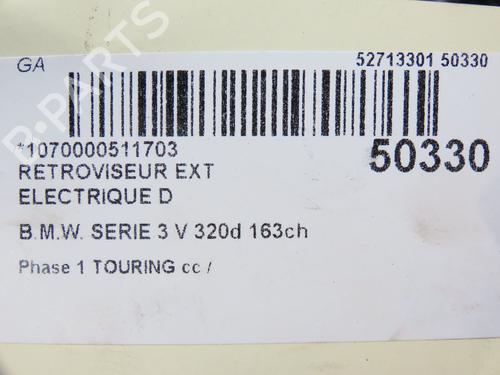 GA
52713301 50330
*1070000511703
50330
RETROVISEUR EXT
ELECTRIQUE D
B.M.W. SERIE 3 V 320d 163ch
Phase 1 TOURING cc /
B-PARTS